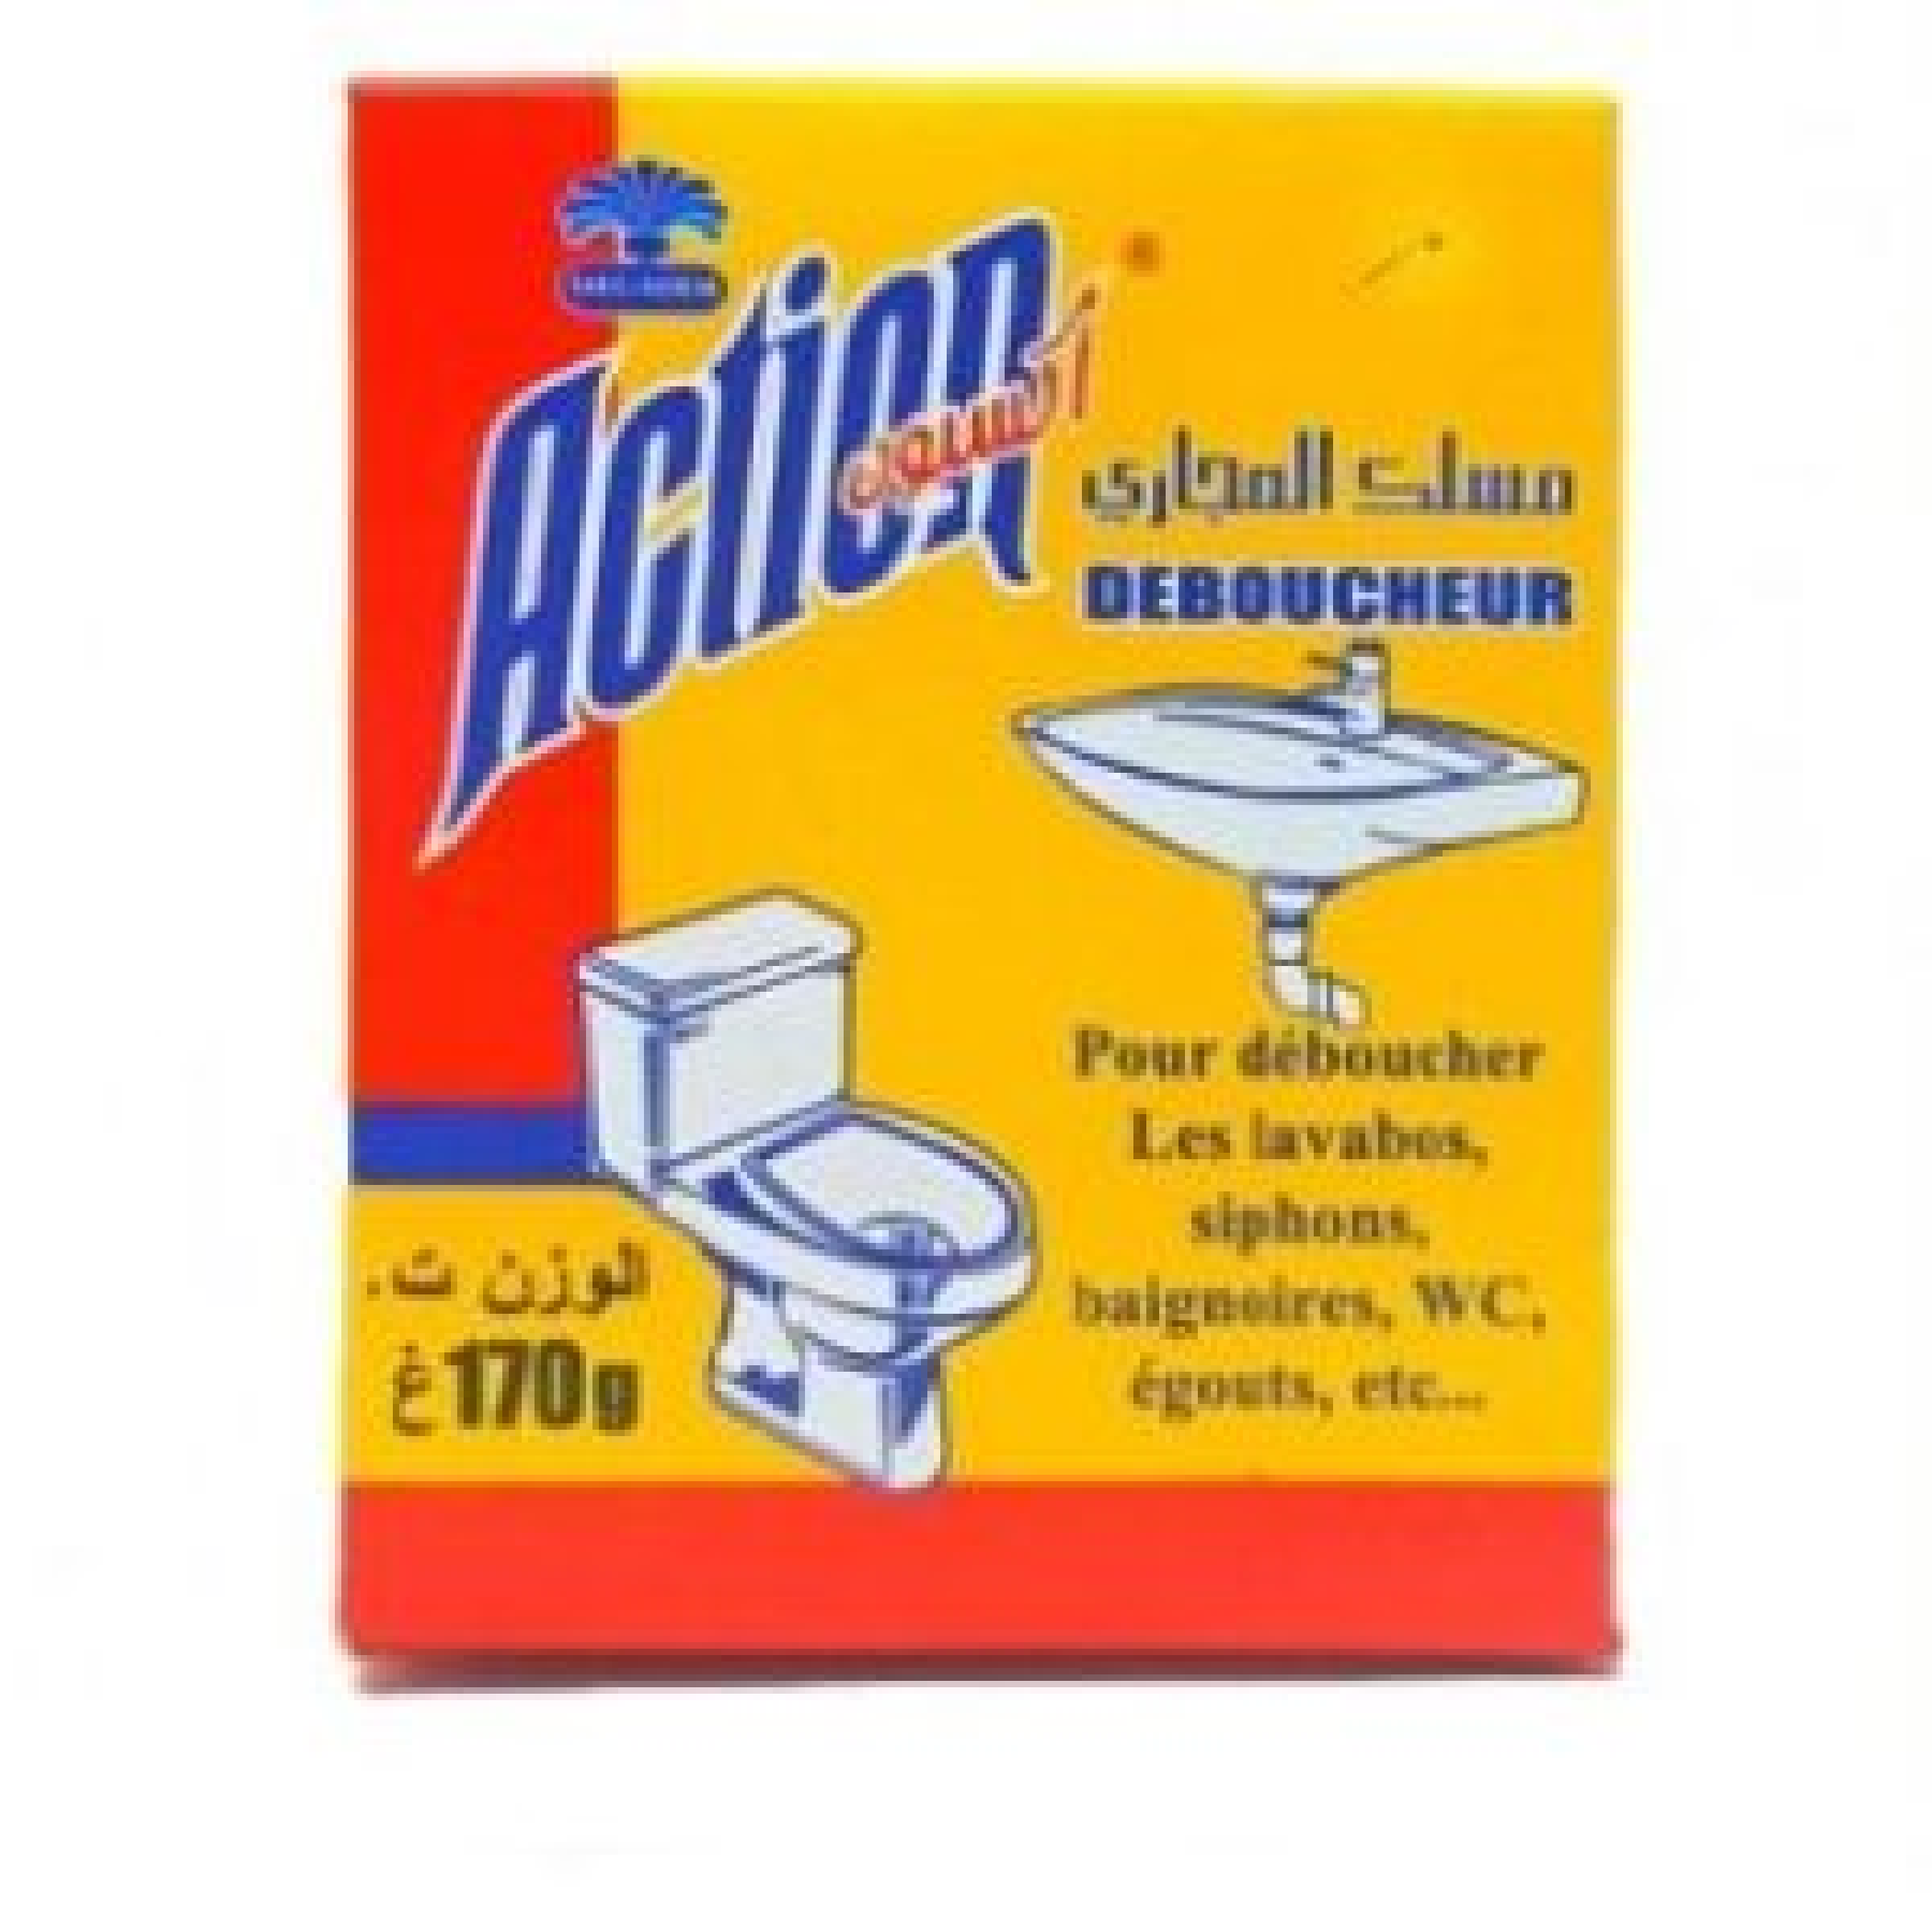 Action
أكسيون
مسلك المجاري
DEBOUCHEUR
Pour déboucher
Les lavabos,
siphons,
baignoires, WC,
égouts, etc...
الوزن ت.
170g غ